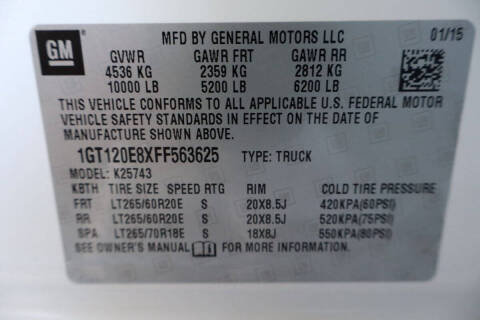 GM
MFD BY GENERAL MOTORS LLC 01/15
GVWR GAWR FRT GAWR RR
4536 KG 2359 KG 2812 KG
10000 LB 5200 LB 6200 LB
THIS VEHICLE CONFORMS TO ALL APPLICABLE U.S. FEDERAL MOTOR
VEHICLE SAFETY STANDARDS IN EFFECT ON THE DATE OF
MANUFACTURE SHOWN ABOVE.
1GT120E8XFF563625 TYPE: TRUCK
MODEL: K25743
KBTH TIRE SIZE SPEED RTG RIM COLD TIRE PRESSURE
FRT LT265/60R20E S 20X8.5J 420KPA(60PSI)
RR LT265/60R20E S 20X8.5J 520KPA(75PSI)
SPA LT265/70R18E S 18X8J 550KPA(80PSI)
SEE OWNER'S MANUAL FOR MORE INFORMATION.